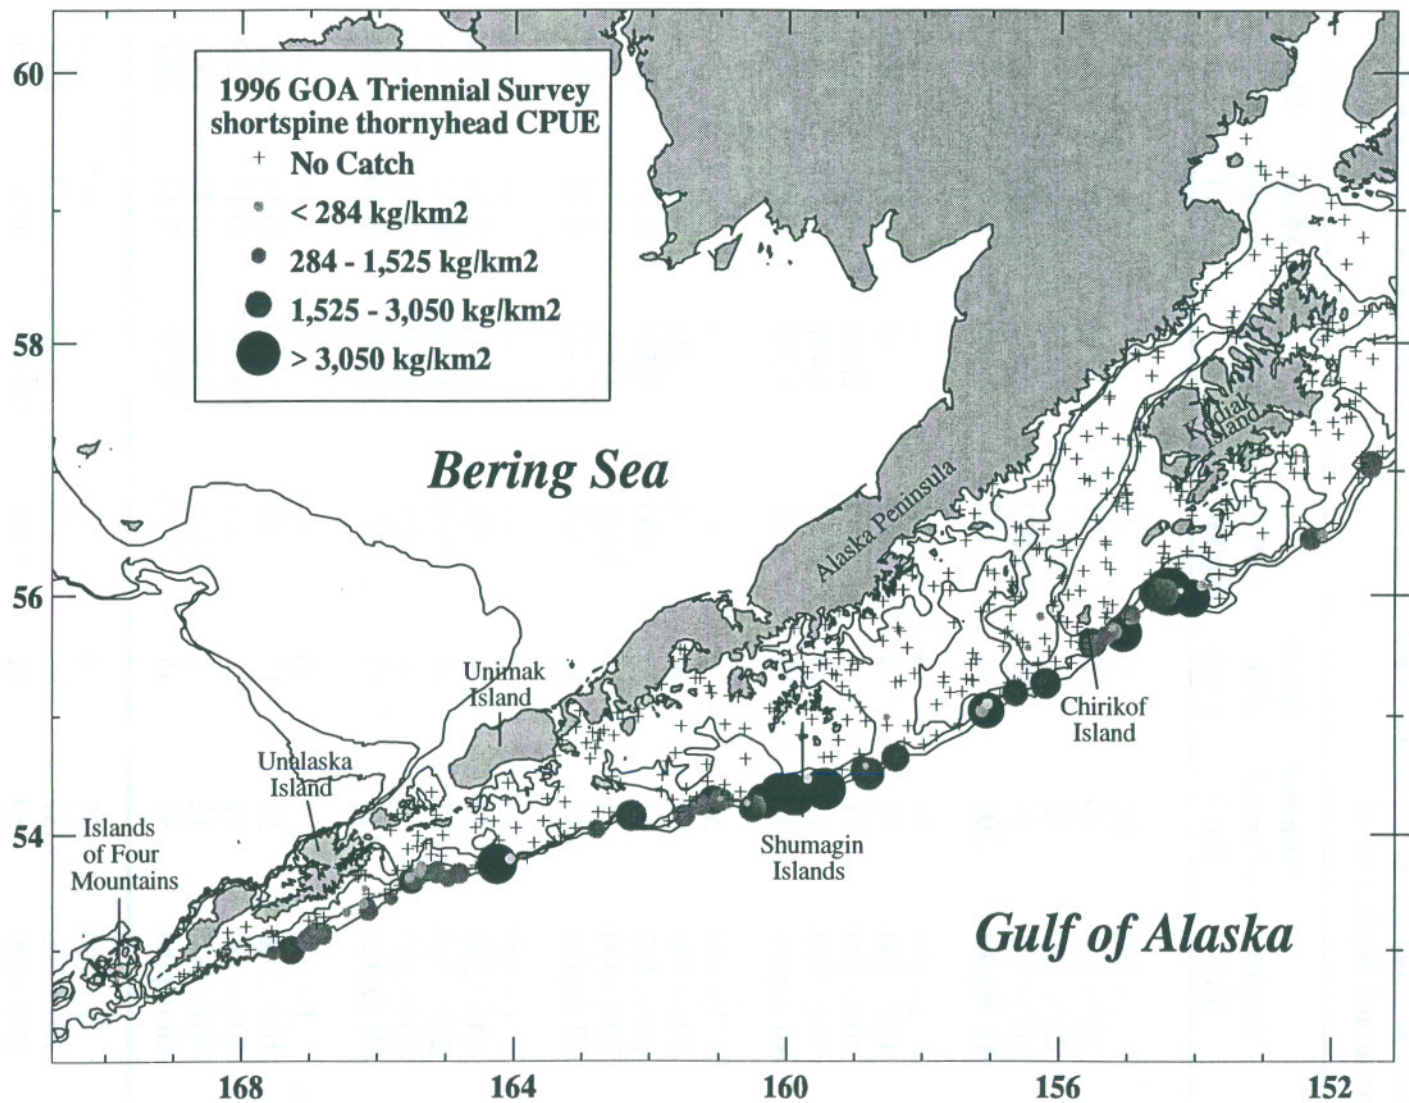 60
58
56
54
1996 GOA Triennial Survey
shortspine thornyhead CPUE
No Catch
< 284 kg/km2
284 - 1,525 kg/km2
1,525 - 3,050 kg/km2
> 3,050 kg/km2
Bering Sea
Alaska Peninsula
Kodiak
Island
Unimak
Island
Unalaska
Island
Islands
of Four
Mountains
Chirikof
Island
Shumagin
Islands
Gulf of Alaska
168
164
160
156
152